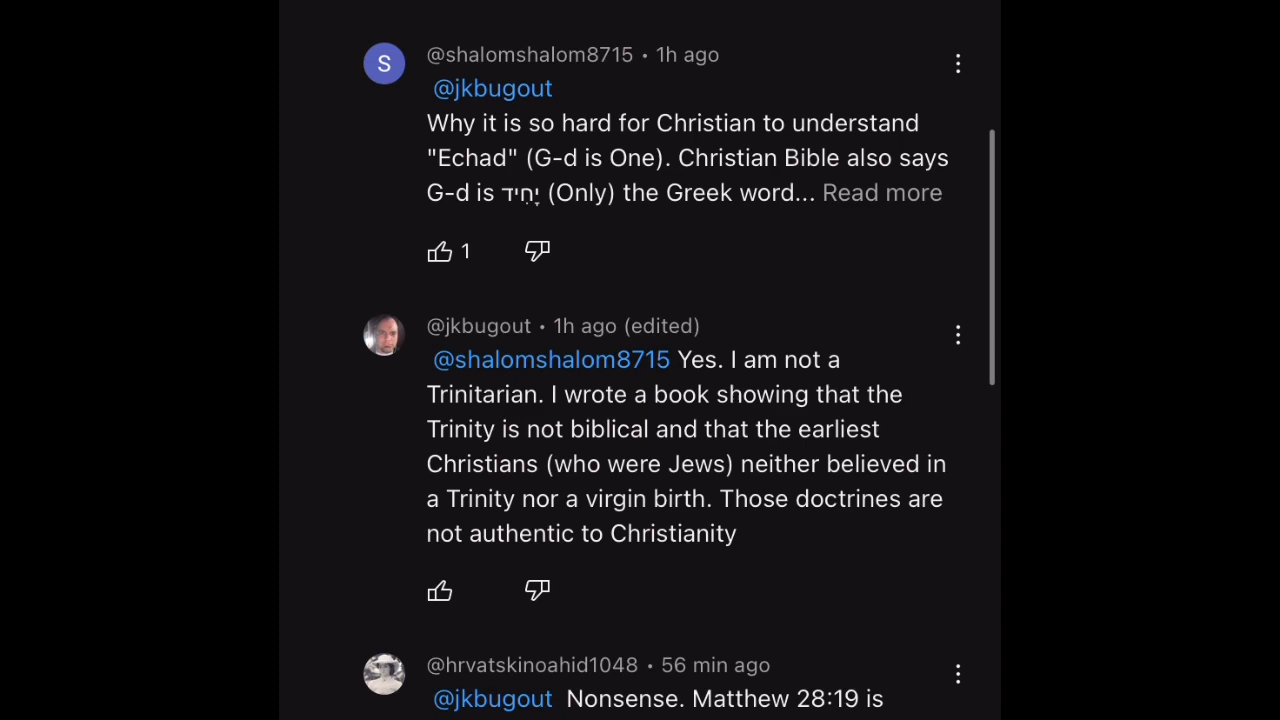 S
@shalomshalom8715 • 1h ago
@jkbugout
Why it is so hard for Christian to understand
"Echad" (G-d is One). Christian Bible also says
G-d is יָחִיד (Only) the Greek word... Read more
1
@jkbugout • 1h ago (edited)
@shalomshalom8715 Yes. I am not a
Trinitarian. I wrote a book showing that the
Trinity is not biblical and that the earliest
Christians (who were Jews) neither believed in
a Trinity nor a virgin birth. Those doctrines are
not authentic to Christianity
@hrvatskinoahid1048 • 56 min ago
@jkbugout Nonsense. Matthew 28:19 is